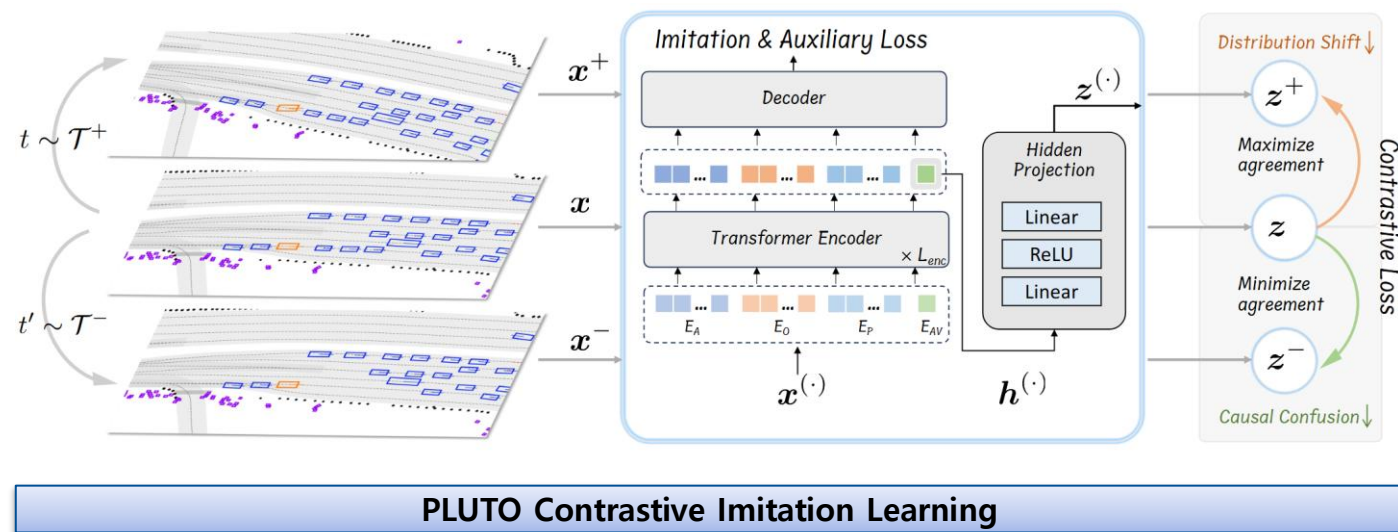 t ∼ 𝒯⁺
t′ ∼ 𝒯⁻
x⁺
x
x⁻
Imitation & Auxiliary Loss
Decoder
...
...
...
Transformer Encoder
× L_enc
...
...
...
E_A
E_O
E_P
E_AV
x^(·)
h^(·)
z^(·)
Hidden
Projection
Linear
ReLU
Linear
Distribution Shift↓
z⁺
Maximize
agreement
z
Minimize
agreement
z⁻
Causal Confusion↓
Contrastive Loss
PLUTO Contrastive Imitation Learning